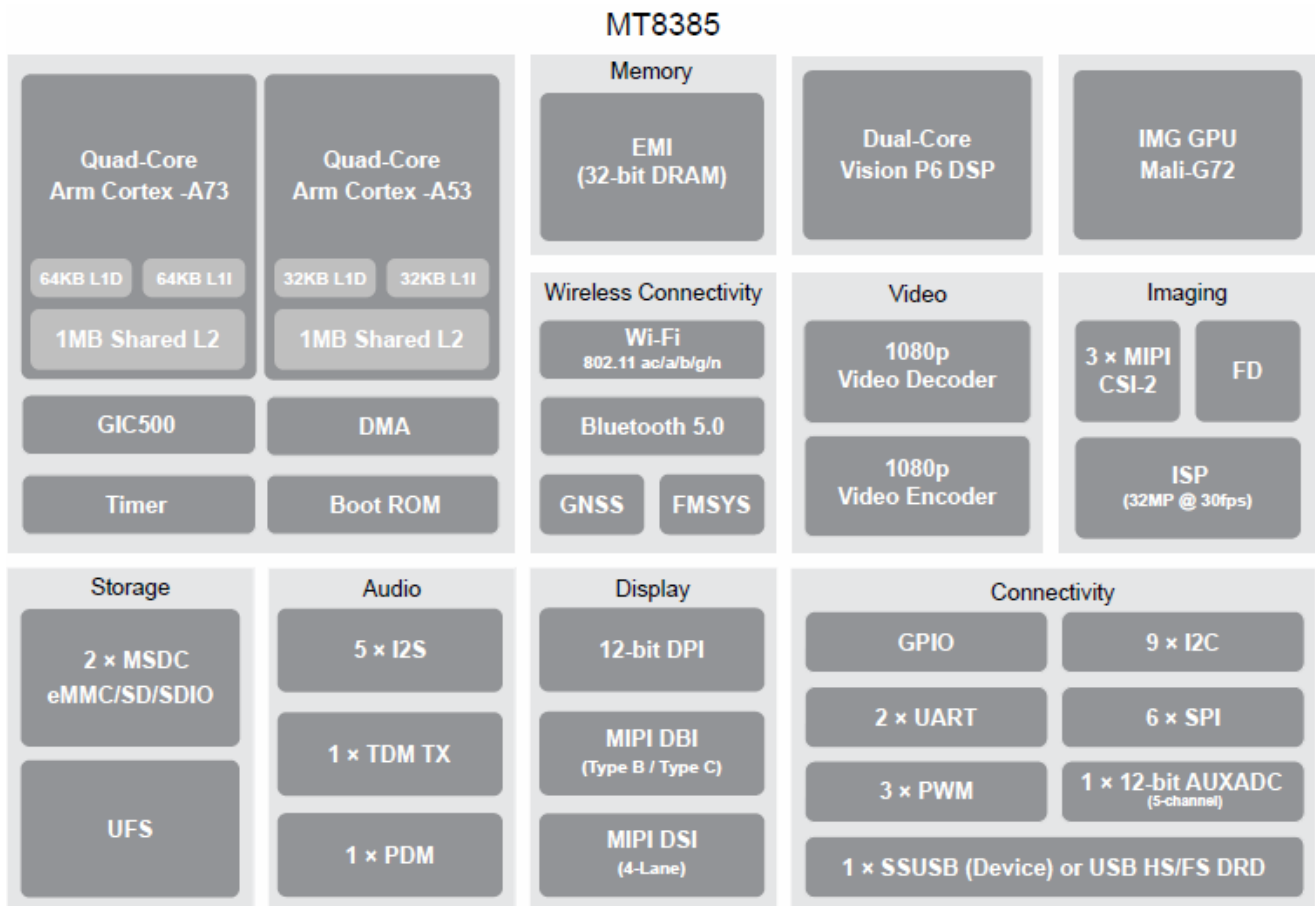 MT8385
Quad-Core
Arm Cortex -A73
64KB L1D
64KB L1I
1MB Shared L2
Quad-Core
Arm Cortex -A53
32KB L1D
32KB L1I
1MB Shared L2
GIC500
DMA
Timer
Boot ROM
Memory
EMI
(32-bit DRAM)
Dual-Core
Vision P6 DSP
IMG GPU
Mali-G72
Wireless Connectivity
Wi-Fi
802.11 ac/a/b/g/n
Bluetooth 5.0
GNSS
FMSYS
Video
1080p
Video Decoder
1080p
Video Encoder
Imaging
3 × MIPI
CSI-2
FD
ISP
(32MP @ 30fps)
Storage
2 × MSDC
eMMC/SD/SDIO
UFS
Audio
5 × I2S
1 × TDM TX
1 × PDM
Display
12-bit DPI
MIPI DBI
(Type B / Type C)
MIPI DSI
(4-Lane)
Connectivity
GPIO
9 × I2C
2 × UART
6 × SPI
3 × PWM
1 × 12-bit AUXADC
(5-channel)
1 × SSUSB (Device) or USB HS/FS DRD